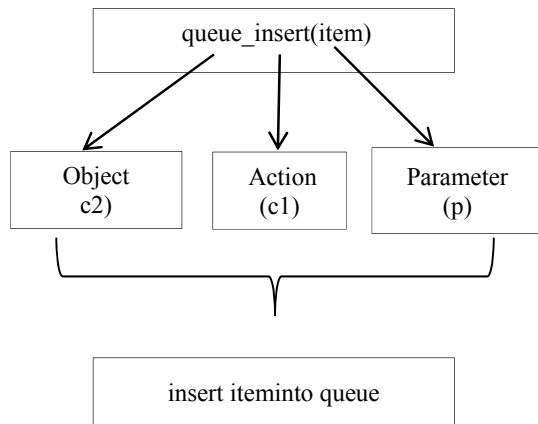 queue_insert(item)
Object
c2)
Action
(c1)
Parameter
(p)
insert iteminto queue